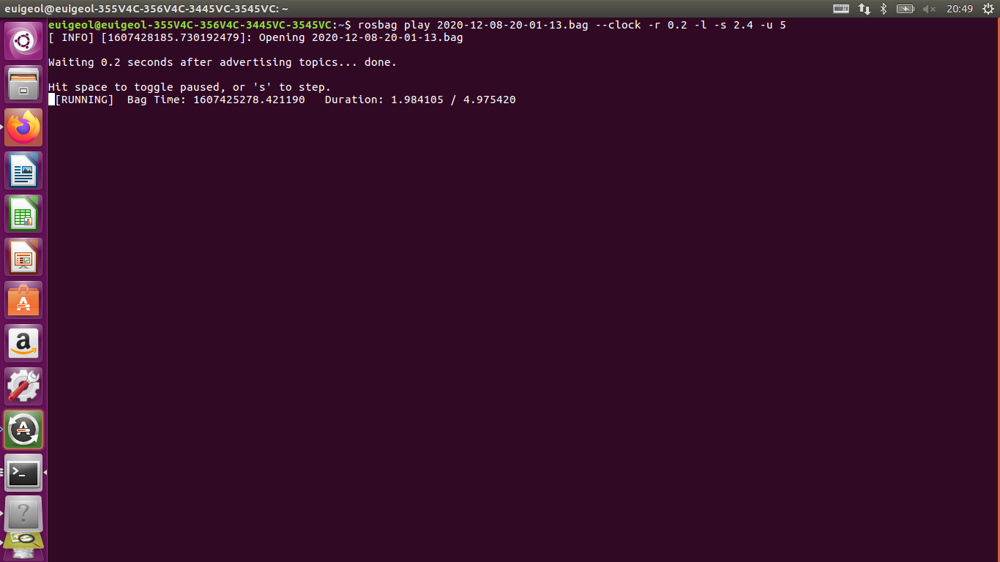 euigeol@euigeol-355V4C-356V4C-3445VC-3545VC: ~
20:49
euigeol@euigeol-355V4C-356V4C-3445VC-3545VC:~$ rosbag play 2020-12-08-20-01-13.bag --clock -r 0.2 -l -s 2.4 -u 5
[ INFO] [1607428185.730192479]: Opening 2020-12-08-20-01-13.bag
Waiting 0.2 seconds after advertising topics... done.
Hit space to toggle paused, or 's' to step.
[RUNNING]  Bag Time: 1607425278.421190   Duration: 1.984105 / 4.975420